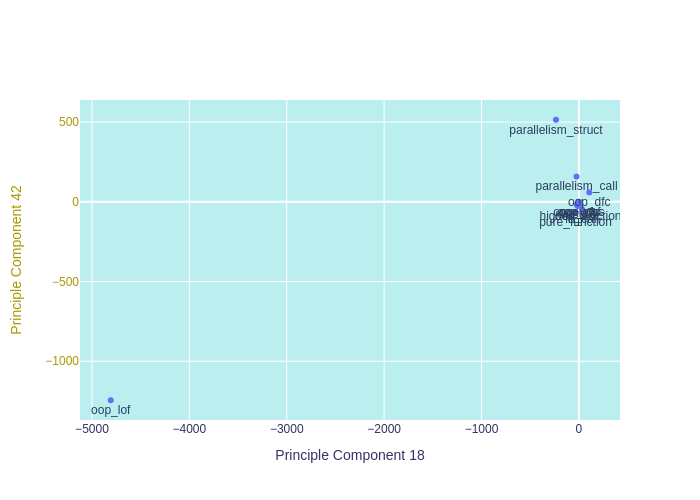 500
0
−500
−1000
Principle Component 42
parallelism_struct
parallelism_call
oop_dfc
pure_function
oop_lof
−5000
−4000
−3000
−2000
−1000
0
Principle Component 18